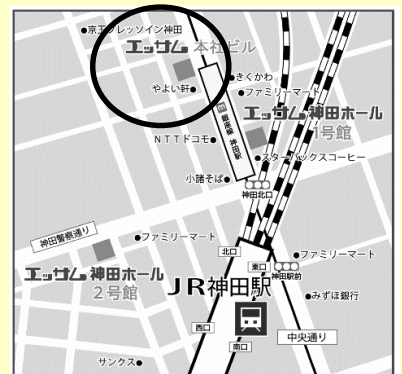 京王プレッソイン神田
エッサム 本社ビル
きくかわ
やよい軒
ファミリーマート
エッサム 神田ホール
1号館
銀座線 神田駅
NTTドコモ
スターバックスコーヒー
小諸そば
神田北口
神田警察通り
ファミリーマート
北口
ファミリーマート
東口
神田駅前
エッサム 神田ホール
2号館
JR神田駅
みずほ銀行
西口
中央通り
南口
サンクス